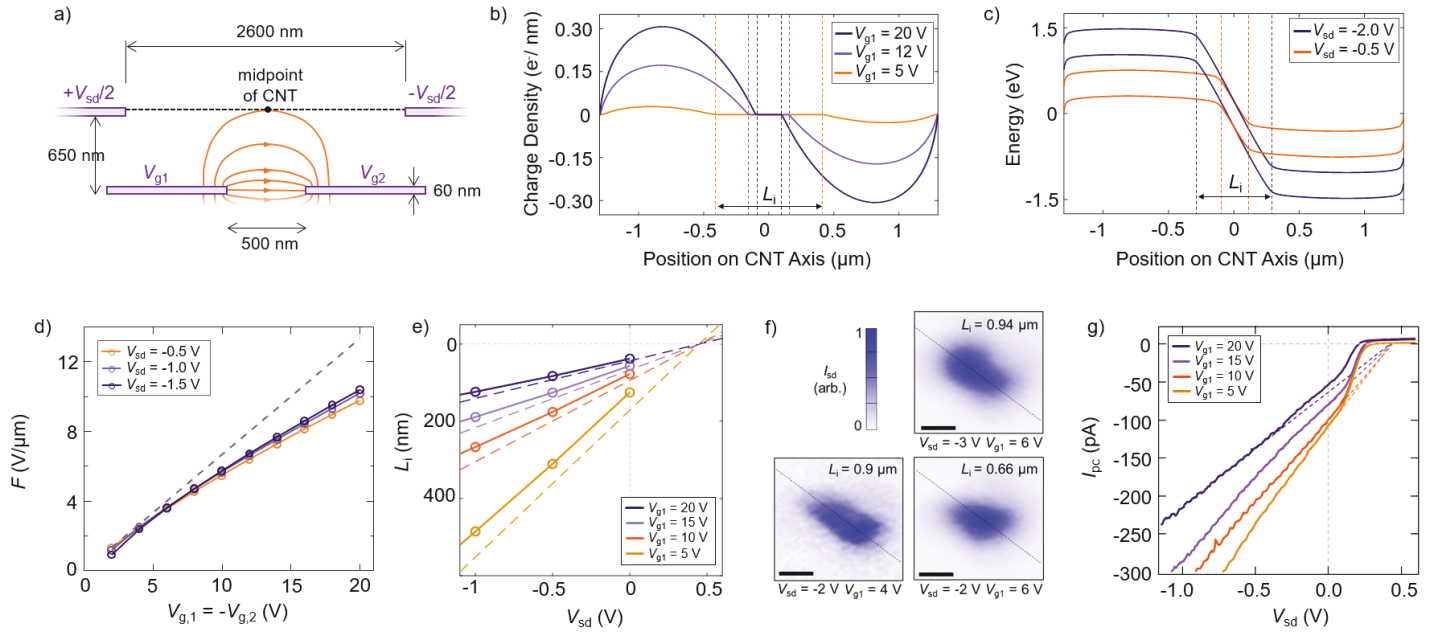 a)
2600 nm
midpoint
of CNT
+Vsd/2
-Vsd/2
650 nm
Vg1
Vg2
60 nm
500 nm
b)
Charge Density (e-/ nm)
0.30
0.15
0
-0.15
-0.30
Vg1 = 20 V
Vg1 = 12 V
Vg1 = 5 V
Li
-1
-0.5
0
0.5
1
Position on CNT Axis (µm)
c)
Energy (eV)
1.5
0
-1.5
Vsd = -2.0 V
Vsd = -0.5 V
Li
-1
-0.5
0
0.5
1
Position on CNT Axis (µm)
d)
F (V/µm)
12
8
4
0
Vsd = -0.5 V
Vsd = -1.0 V
Vsd = -1.5 V
0
5
10
15
20
Vg,1 = -Vg,2 (V)
e)
Li (nm)
0
200
400
Vg1 = 20 V
Vg1 = 15 V
Vg1 = 10 V
Vg1 = 5 V
-1
-0.5
0.0
0.5
Vsd (V)
f)
1
Isd
(arb.)
0
Li = 0.94 µm
Vsd = -3 V Vg1 = 6 V
Li = 0.9 µm
Vsd = -2 V Vg1 = 4 V
Li = 0.66 µm
Vsd = -2 V Vg1 = 6 V
g)
Ipc (pA)
0
-50
-100
-150
-200
-250
-300
Vg1 = 20 V
Vg1 = 15 V
Vg1 = 10 V
Vg1 = 5 V
-1.0
-0.5
0.0
0.5
Vsd (V)